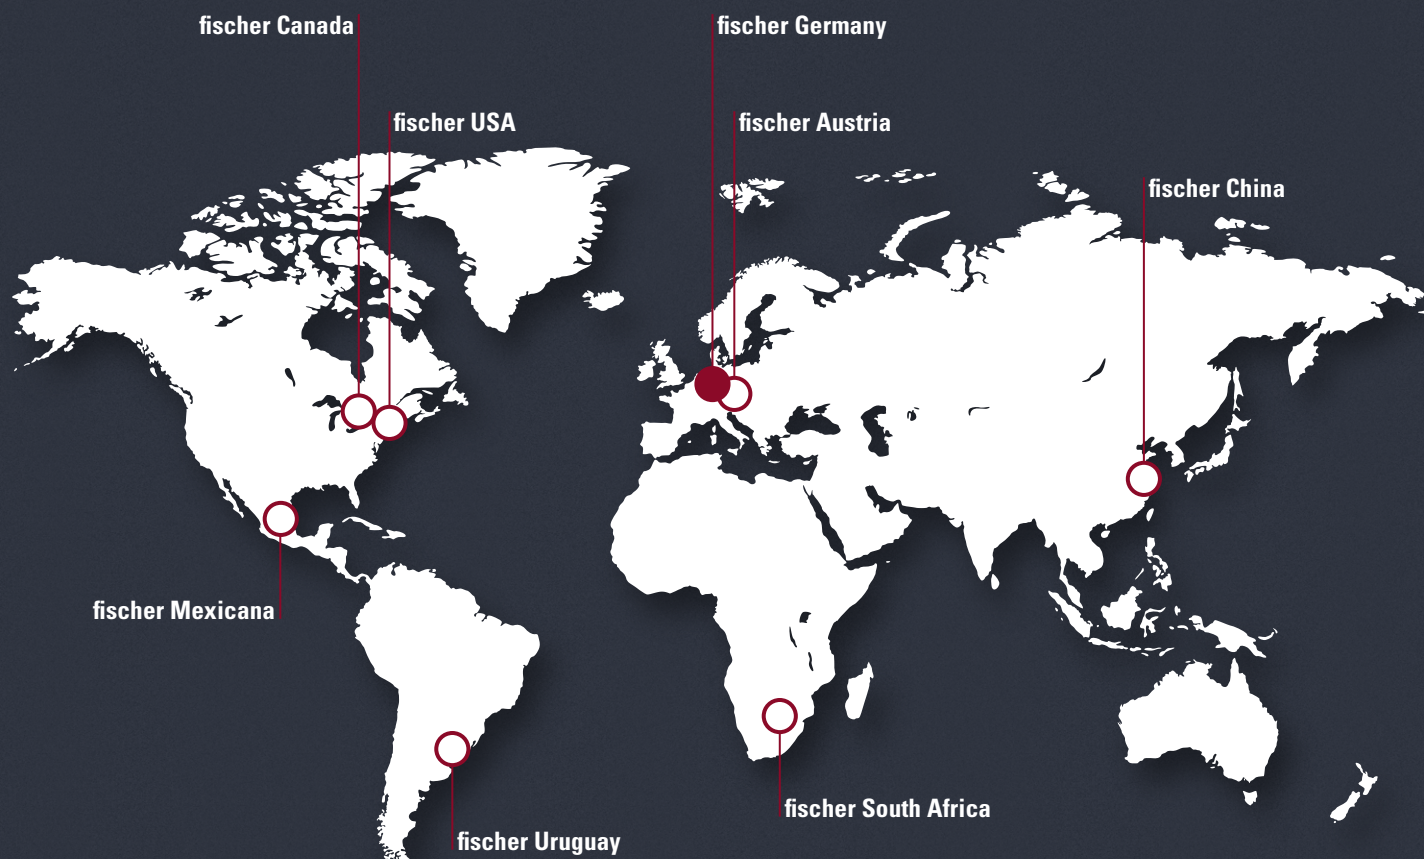 fischer Canada
fischer Germany
fischer USA
fischer Austria
fischer China
fischer Mexicana
fischer South Africa
fischer Uruguay